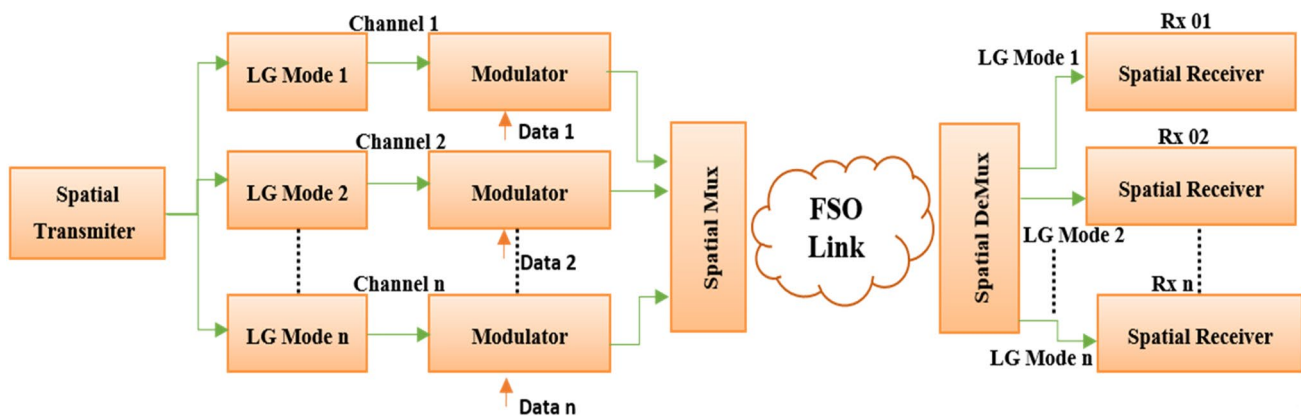 Channel 1
LG Mode 1
Modulator
Data 1
Channel 2
LG Mode 2
Modulator
Data 2
Channel n
LG Mode n
Modulator
Data n
Spatial
Transmiter
Spatial Mux
FSO
Link
Spatial DeMux
LG Mode 1
Rx 01
Spatial Receiver
Rx 02
Spatial Receiver
LG Mode 2
Rx n
Spatial Receiver
LG Mode n